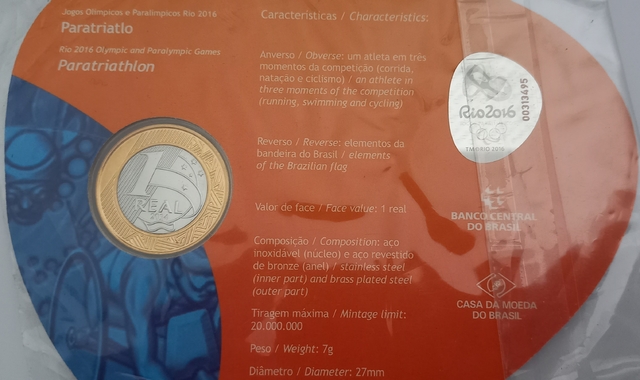 Jogos Olímpicos e Paralímpicos Rio 2016
Paratriatlo
Rio 2016 Olympic and Paralympic Games
Paratriathlon
1
REAL
Características / Characteristics:
Anverso / Obverse: um atleta em três
momentos da competição (corrida,
natação e ciclismo) / an athlete in
three moments of the competition
(running, swimming and cycling)
Reverso / Reverse: elementos da
bandeira do Brasil / elements
of the Brazilian flag
Valor de face / Face value: 1 real
Composição / Composition: aço
inoxidável (núcleo) e aço revestido
de bronze (anel) / stainless steel
(inner part) and brass plated steel
(outer part)
Tiragem máxima / Mintage limit:
20.000.000
Peso / Weight: 7g
Diâmetro / Diameter: 27mm
Rio2016
00313495
BANCO CENTRAL
DO BRASIL
CASA DA MOEDA
DO BRASIL